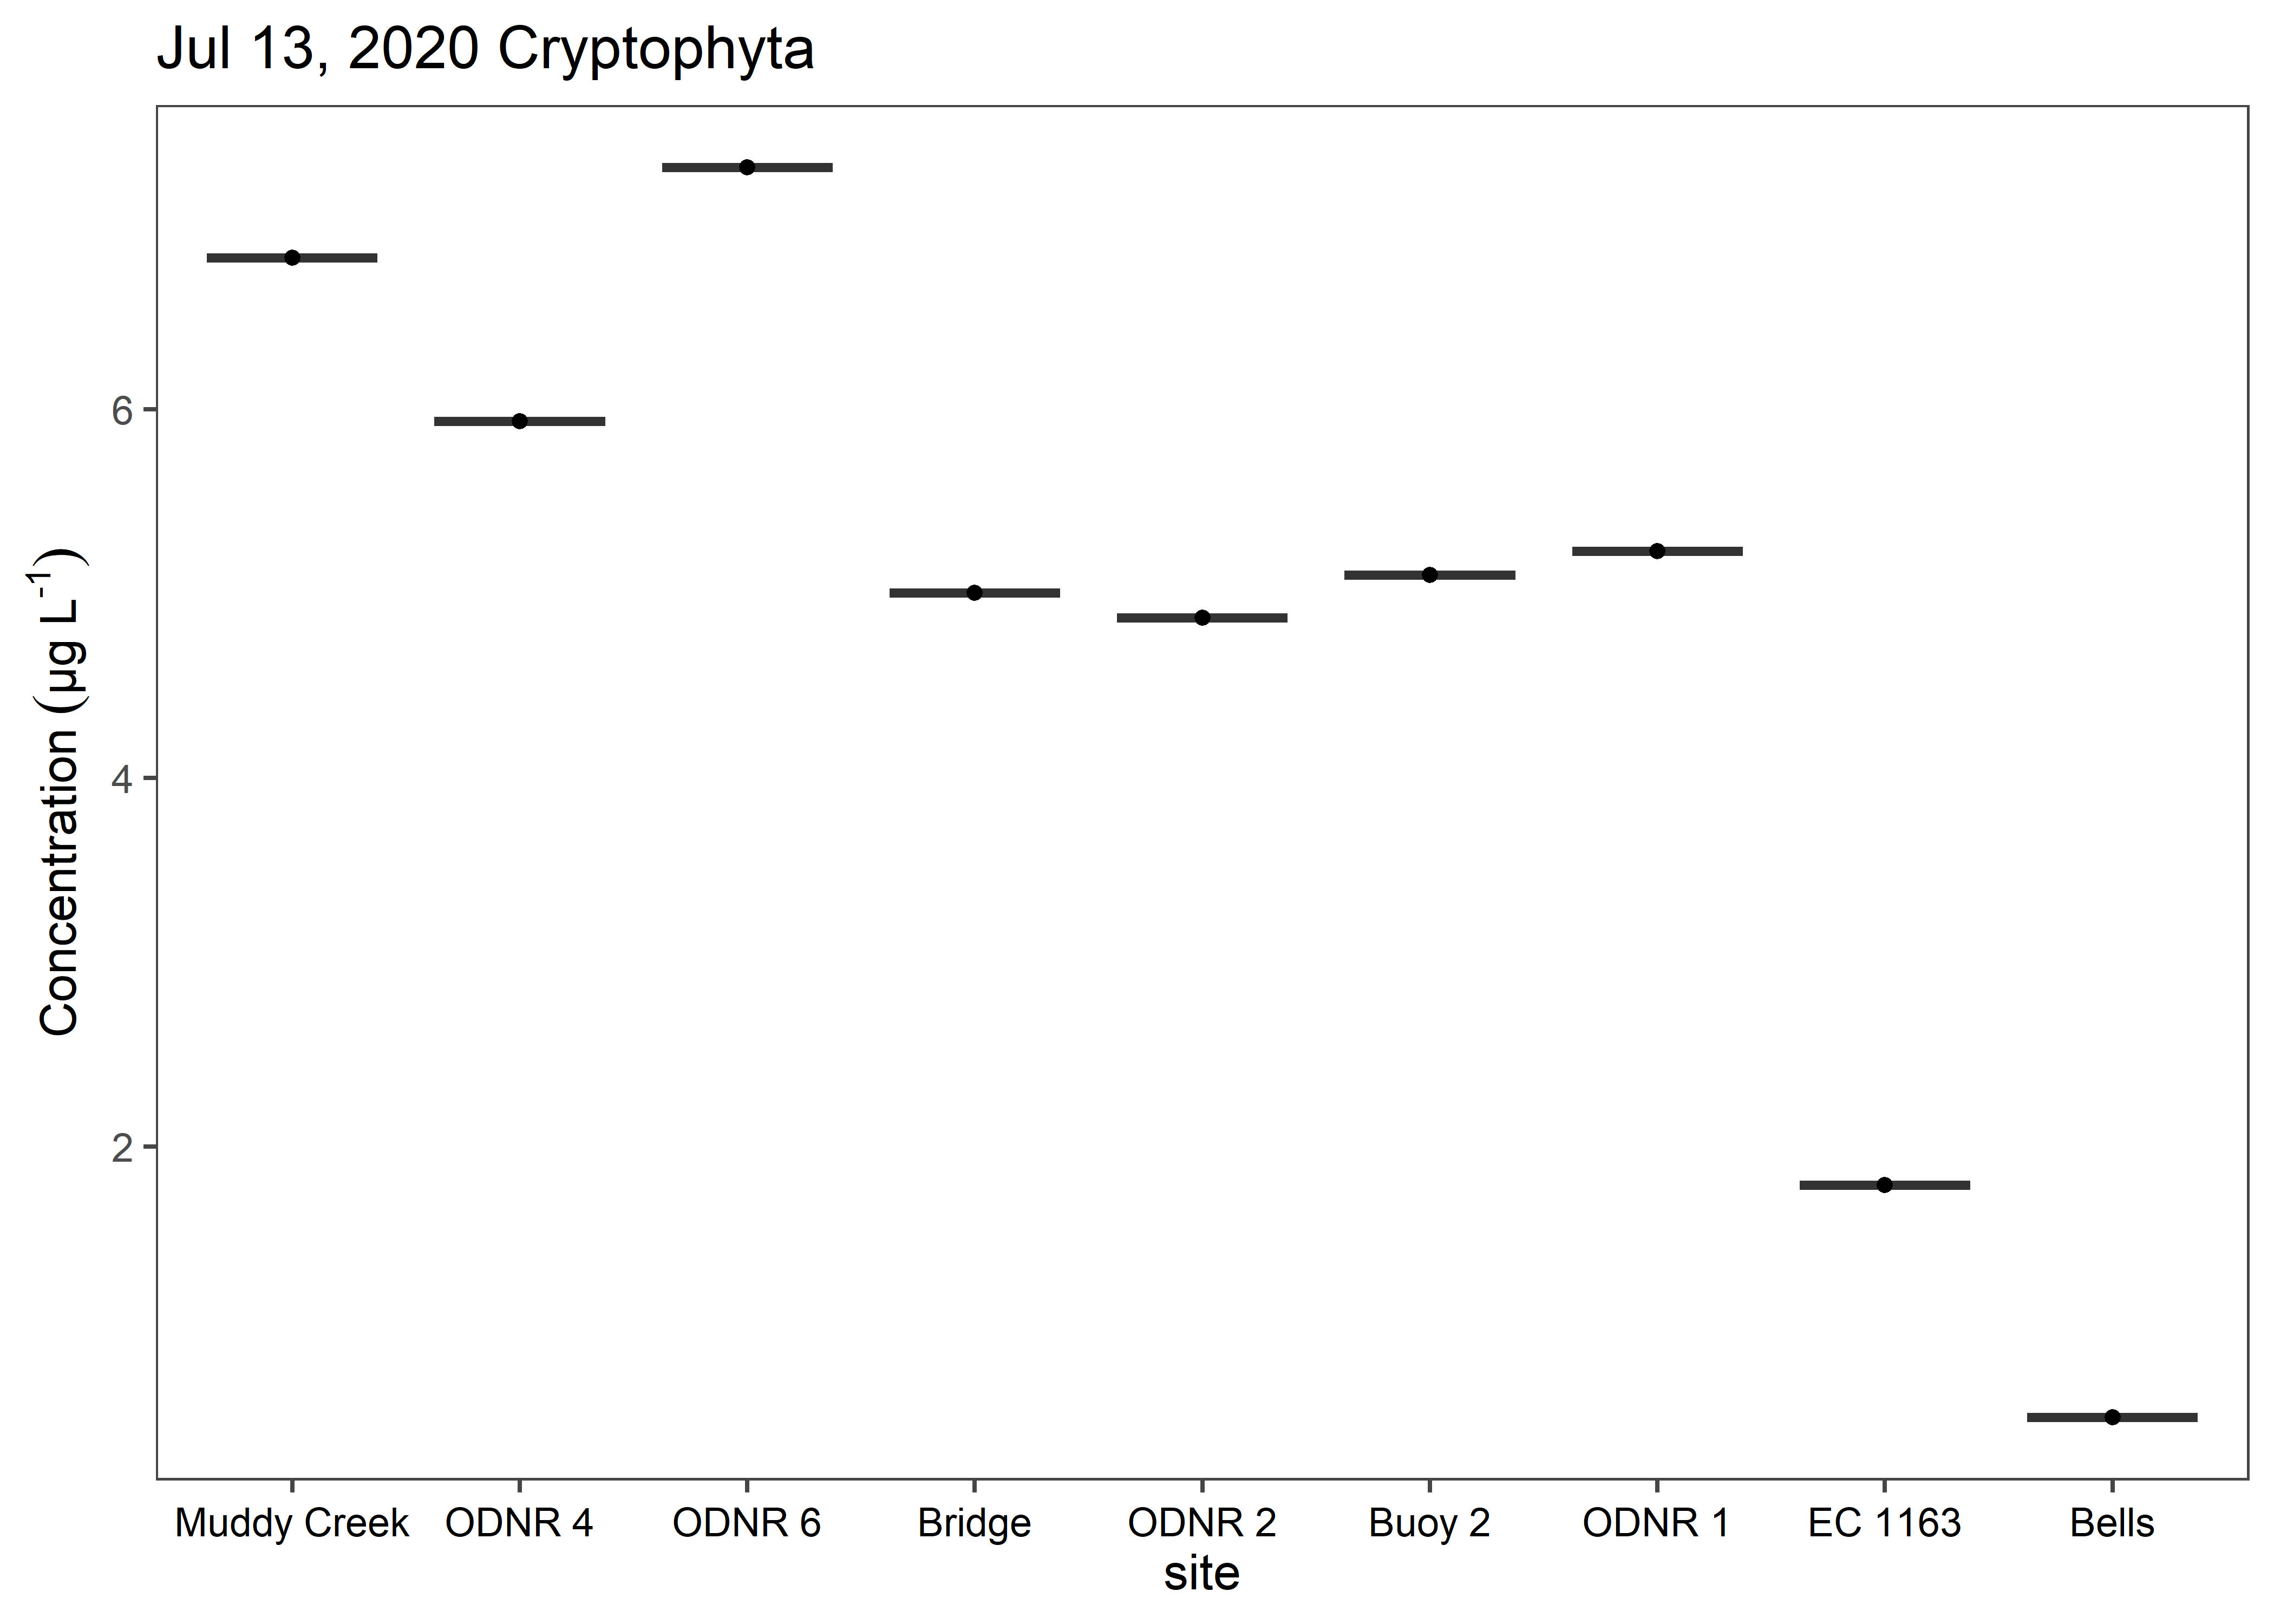 Jul 13, 2020 Cryptophyta
Concentration (µg L⁻¹)
6
4
2
Muddy Creek ODNR 4 ODNR 6 Bridge ODNR 2 Buoy 2 ODNR 1 EC 1163 Bells
site